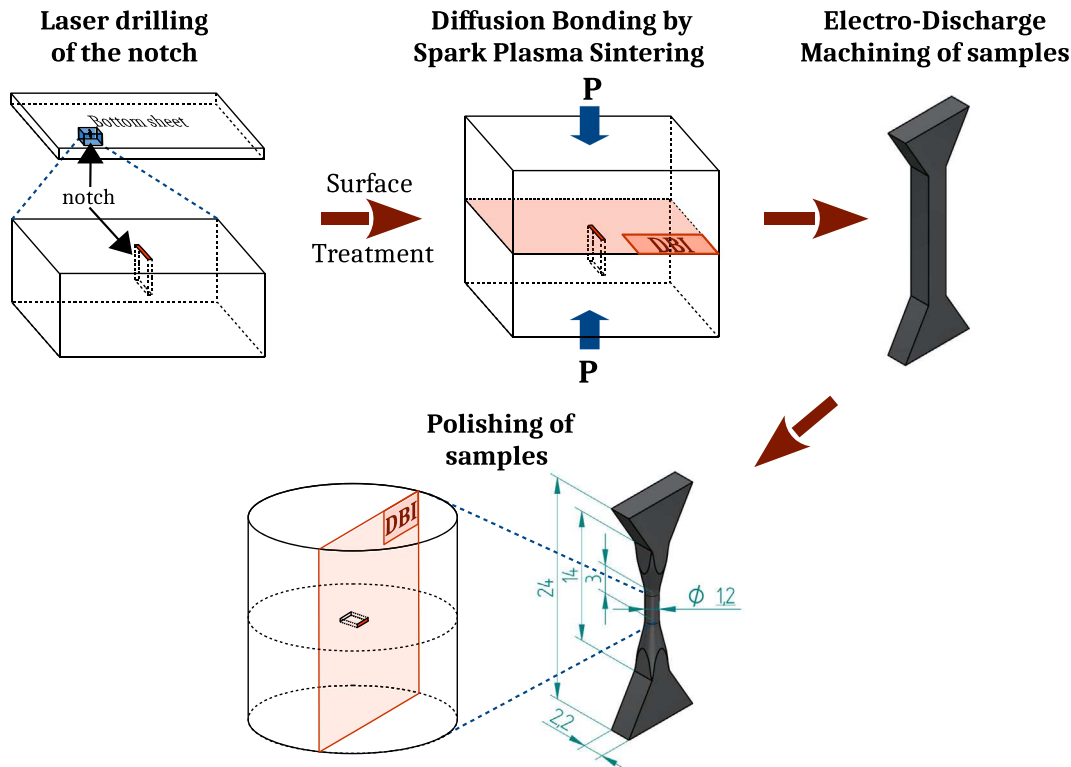 Laser drilling
of the notch
Diffusion Bonding by
Spark Plasma Sintering
Electro-Discharge
Machining of samples
P
Bottom sheet
notch
Surface
Treatment
DBI
P
Polishing of
samples
DBI
24
14
3
ϕ 1,2
2,2